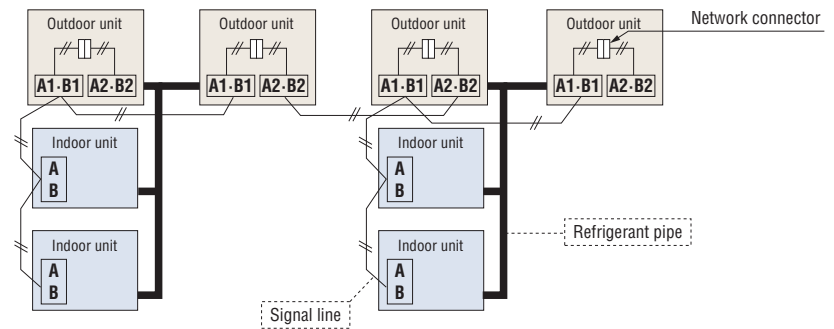 Outdoor unit
Outdoor unit
Outdoor unit
Outdoor unit
Network connector
A1·B1 A2·B2
A1·B1 A2·B2
A1·B1 A2·B2
A1·B1 A2·B2
Indoor unit
A
B
Indoor unit
A
B
Refrigerant pipe
Indoor unit
A
B
Indoor unit
A
B
Signal line